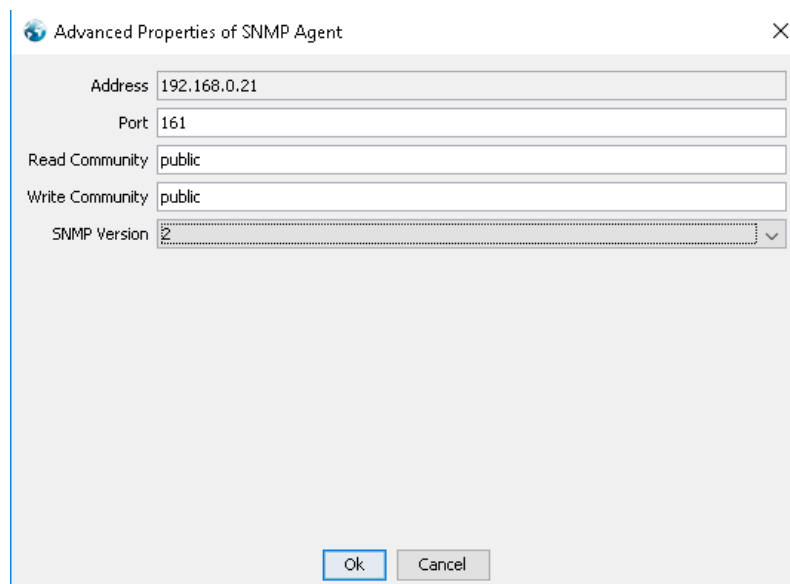 Advanced Properties of SNMP Agent
Address 192.168.0.21
Port 161
Read Community public
Write Community public
SNMP Version 2
Ok Cancel